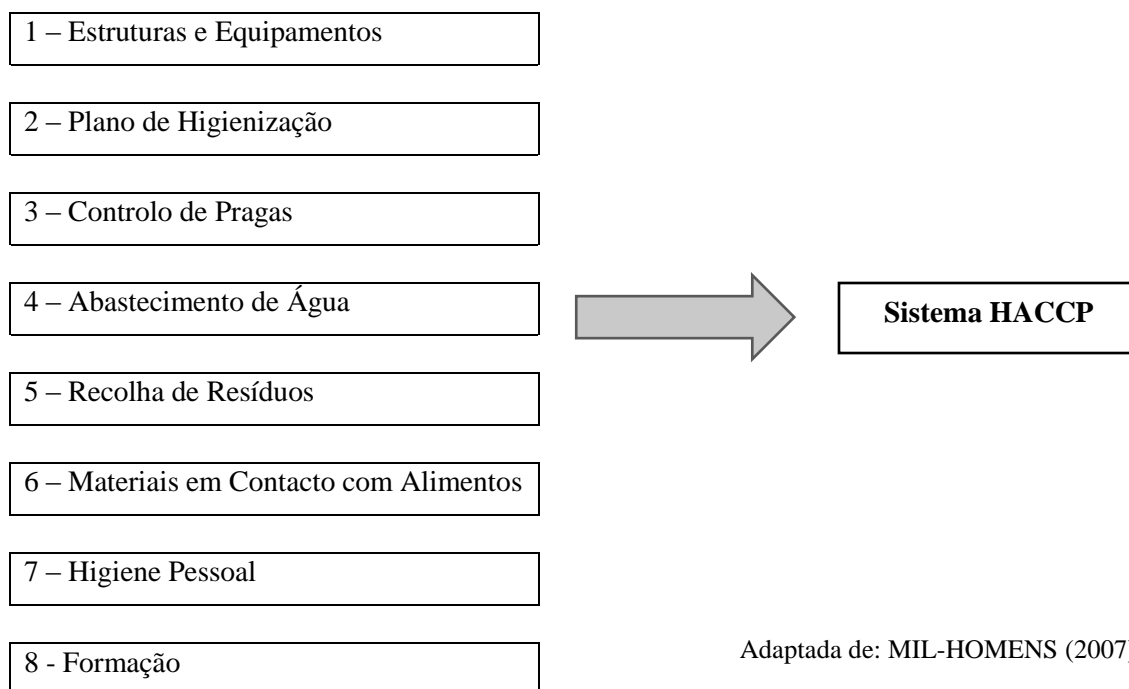 1 – Estruturas e Equipamentos
2 – Plano de Higienização
3 – Controlo de Pragas
4 – Abastecimento de Água
Sistema HACCP
5 – Recolha de Resíduos
6 – Materiais em Contacto com Alimentos
7 – Higiene Pessoal
8 - Formação
Adaptada de: MIL-HOMENS (2007)